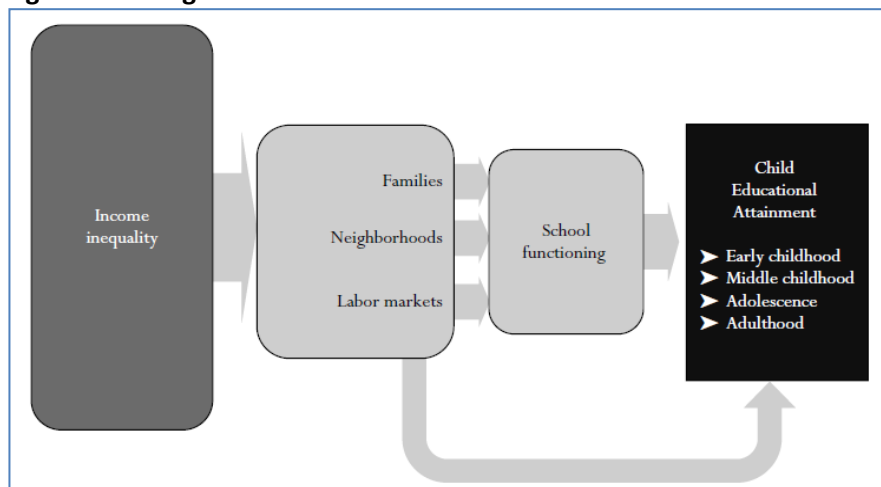 Income
inequality
Families
Neighborhoods
Labor markets
School
functioning
Child
Educational
Attainment
➤ Early childhood
➤ Middle childhood
➤ Adolescence
➤ Adulthood